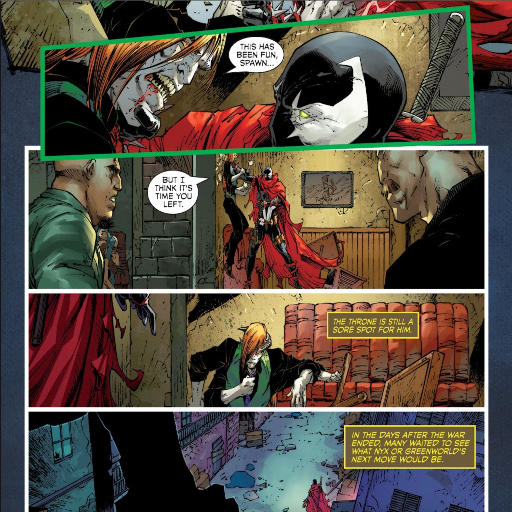 THIS HAS
BEEN FUN,
SPAWN...
BUT I
THINK IT'S
TIME YOU
LEFT.
THE THRONE IS STILL A
SORE SPOT FOR HIM.
IN THE DAYS AFTER THE WAR
ENDED, MANY WAITED TO SEE
WHAT NYX OR GREENWORLD'S
NEXT MOVE WOULD BE.